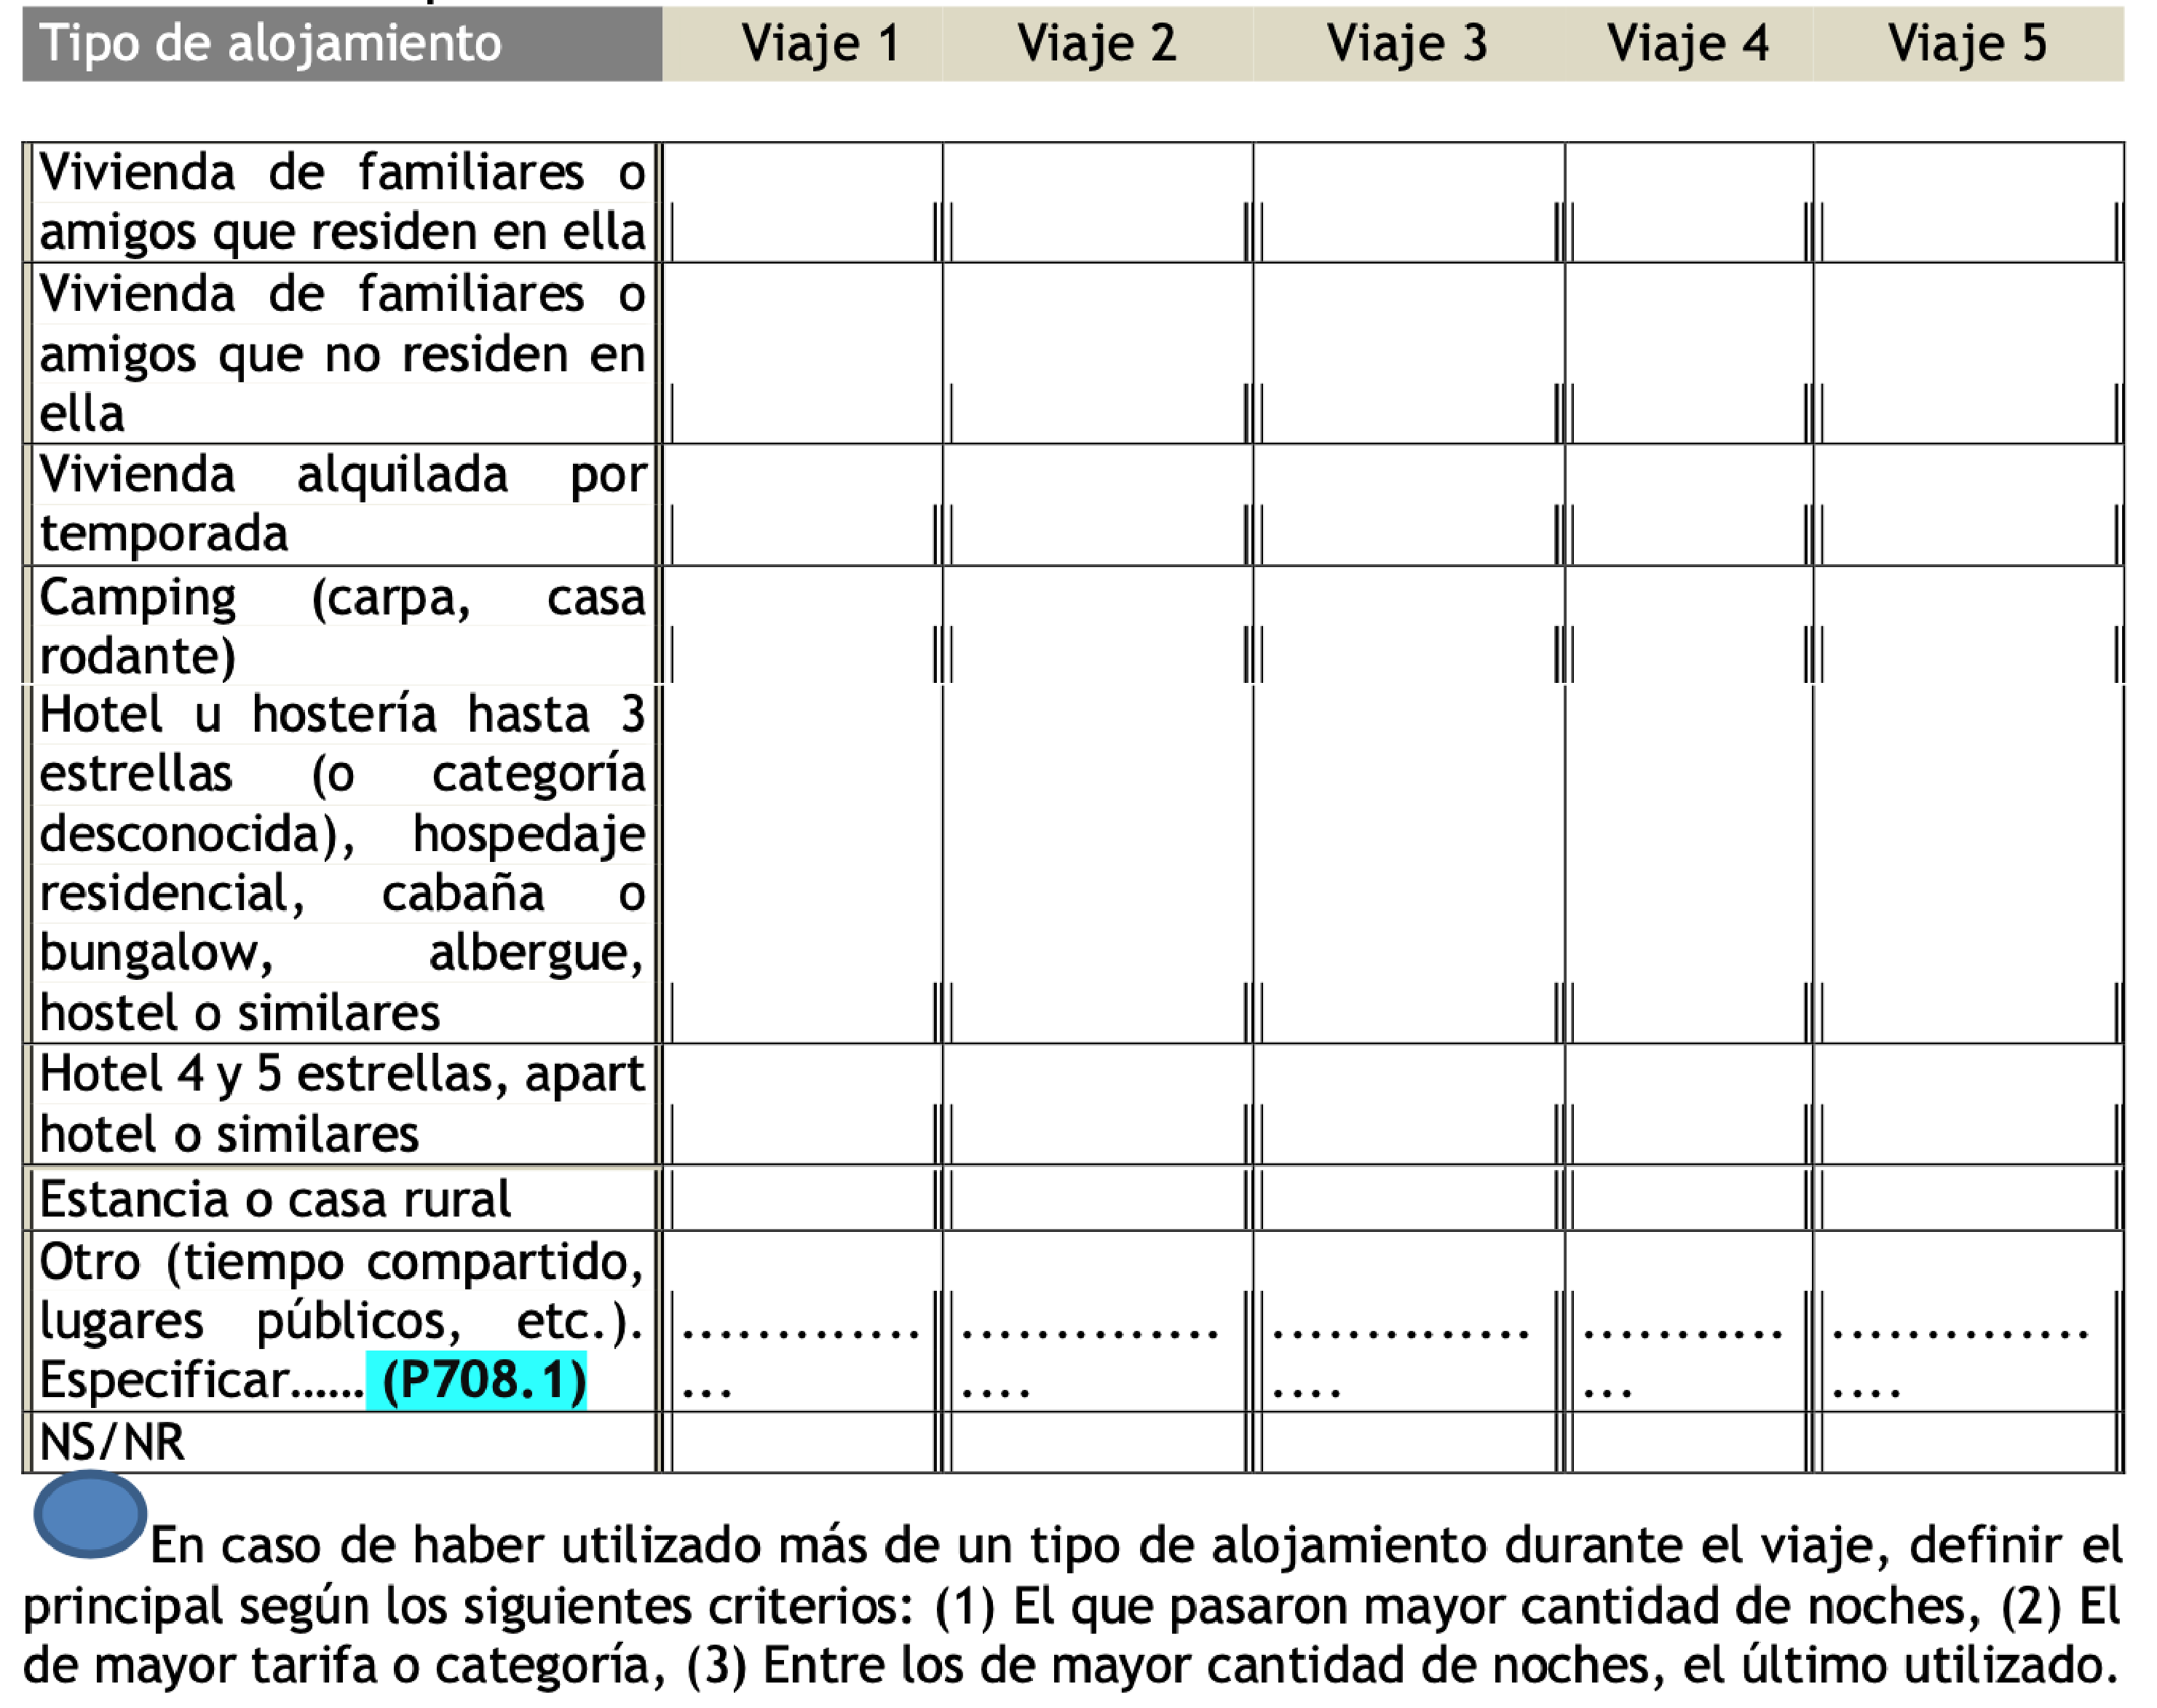 Tipo de alojamiento Viaje 1 Viaje 2 Viaje 3 Viaje 4 Viaje 5
Vivienda de familiares o
amigos que residen en ella
Vivienda de familiares o
amigos que no residen en
ella
Vivienda alquilada por
temporada
Camping (carpa, casa
rodante)
Hotel u hostería hasta 3
estrellas (o categoría
desconocida), hospedaje
residencial, cabaña o
bungalow, albergue,
hostel o similares
Hotel 4 y 5 estrellas, apart
hotel o similares
Estancia o casa rural
Otro (tiempo compartido,
lugares públicos, etc.). ............. .............. .............. ........... ..............
Especificar...... (P708.1) ... .... .... ... ....
NS/NR
En caso de haber utilizado más de un tipo de alojamiento durante el viaje, definir el
principal según los siguientes criterios: (1) El que pasaron mayor cantidad de noches, (2) El
de mayor tarifa o categoría, (3) Entre los de mayor cantidad de noches, el último utilizado.